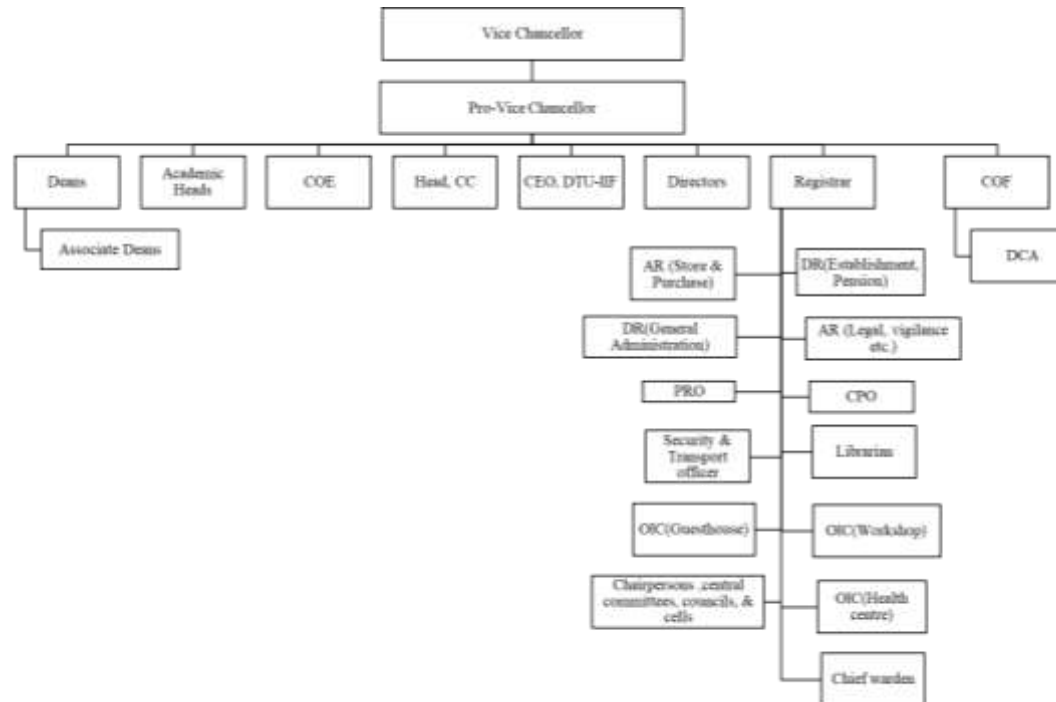 Vice Chancellor
Pro-Vice Chancellor
Deans
Academic
Heads
COE
Head, CC
CEO, DTU-IIF
Directors
Registrar
COF
Associate Deans
DCA
AR (Store &
Purchase)
DR(Establishment,
Pension)
DR(General
Administration)
AR (Legal, vigilance
etc.)
PRO
CPO
Security &
Transport
officer
Librarian
OIC(Guesthouse)
OIC(Workshop)
Chairpersons ,central
committees, councils, &
cells
OIC(Health
centre)
Chief warden